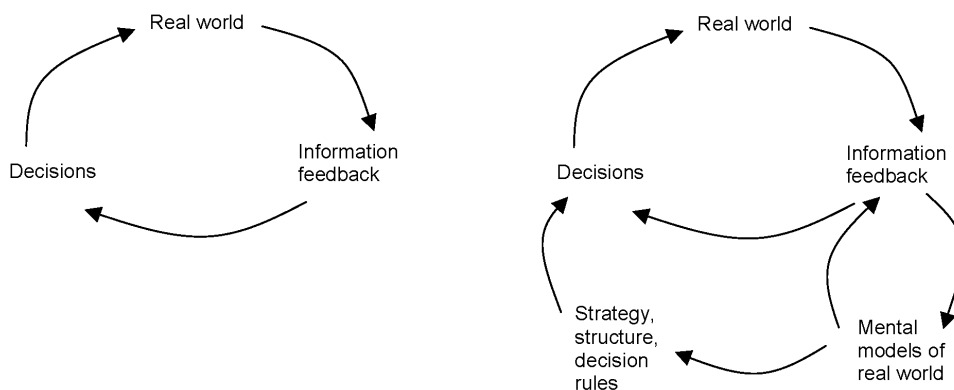 Real world
Information
feedback
Decisions
Real world
Information
feedback
Decisions
Strategy,
structure,
decision
rules
Mental
models of
real world